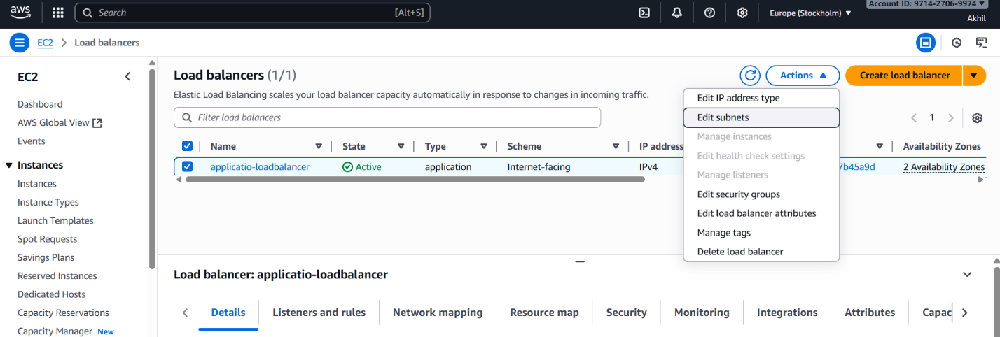 aws Search [Alt+S] Europe (Stockholm) Account ID: 9714-2706-9974
Akhil
EC2 Load balancers
EC2
Dashboard
AWS Global View
Events
Instances
Instances
Instance Types
Launch Templates
Spot Requests
Savings Plans
Reserved Instances
Dedicated Hosts
Capacity Reservations
Capacity Manager New
Load balancers (1/1)
Actions
Create load balancer
Elastic Load Balancing scales your load balancer capacity automatically in response to changes in incoming traffic.
Filter load balancers
1
Edit IP address type
Edit subnets
Manage instances
Edit health check settings
Manage listeners
Edit security groups
Edit load balancer attributes
Manage tags
Delete load balancer
Name State Type Scheme IP address Availability Zones
applicatio-loadbalancer Active application Internet-facing IPv4 7b45a9d 2 Availability Zones
Load balancer: applicatio-loadbalancer
Details Listeners and rules Network mapping Resource map Security Monitoring Integrations Attributes Capac